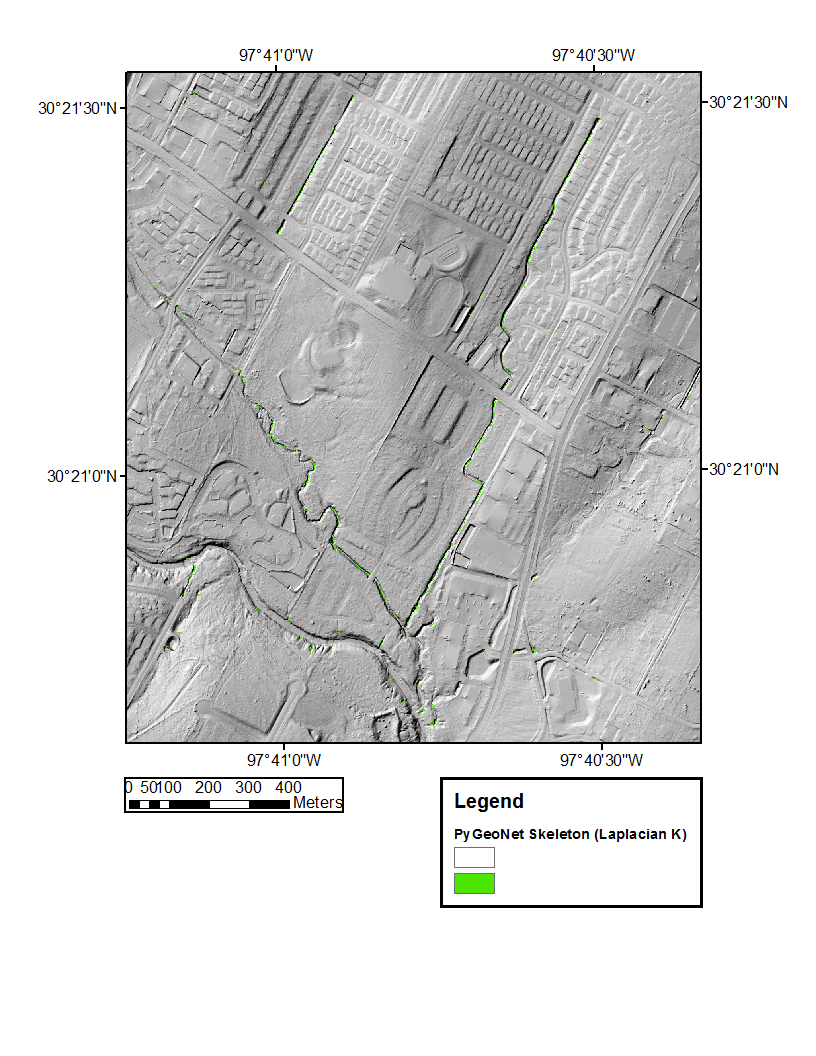 97°41'0"W 97°40'30"W
30°21'30"N 30°21'30"N
30°21'0"N 30°21'0"N
97°41'0"W 97°40'30"W
0 50100 200 300 400
Meters
Legend
PyGeoNet Skeleton (Laplacian K)